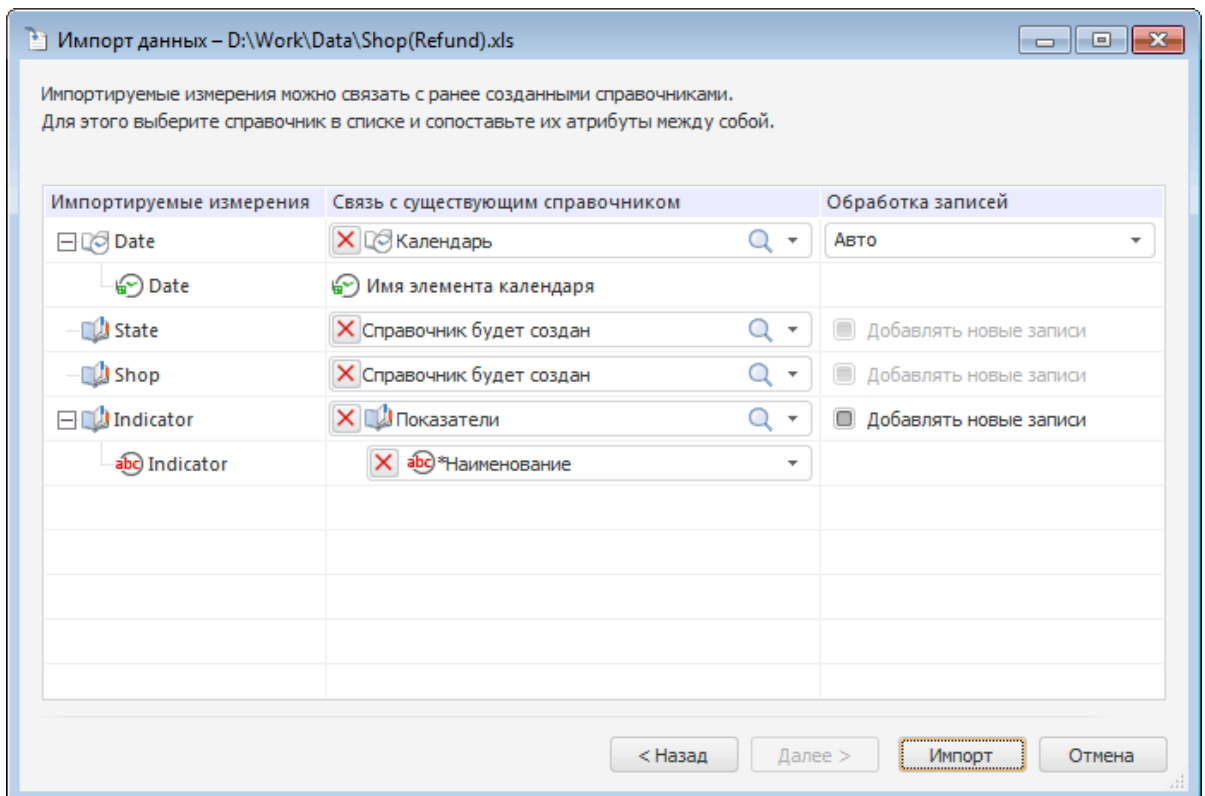 Импорт данных – D:\Work\Data\Shop(Refund).xls
Импортируемые измерения можно связать с ранее созданными справочниками.
Для этого выберите справочник в списке и сопоставьте их атрибуты между собой.
Импортируемые измерения Связь с существующим справочником Обработка записей
Date Календарь Авто
Date Имя элемента календаря
State Справочник будет создан Добавлять новые записи
Shop Справочник будет создан Добавлять новые записи
Indicator Показатели Добавлять новые записи
abc Indicator abc *Наименование
< Назад Далее > Импорт Отмена